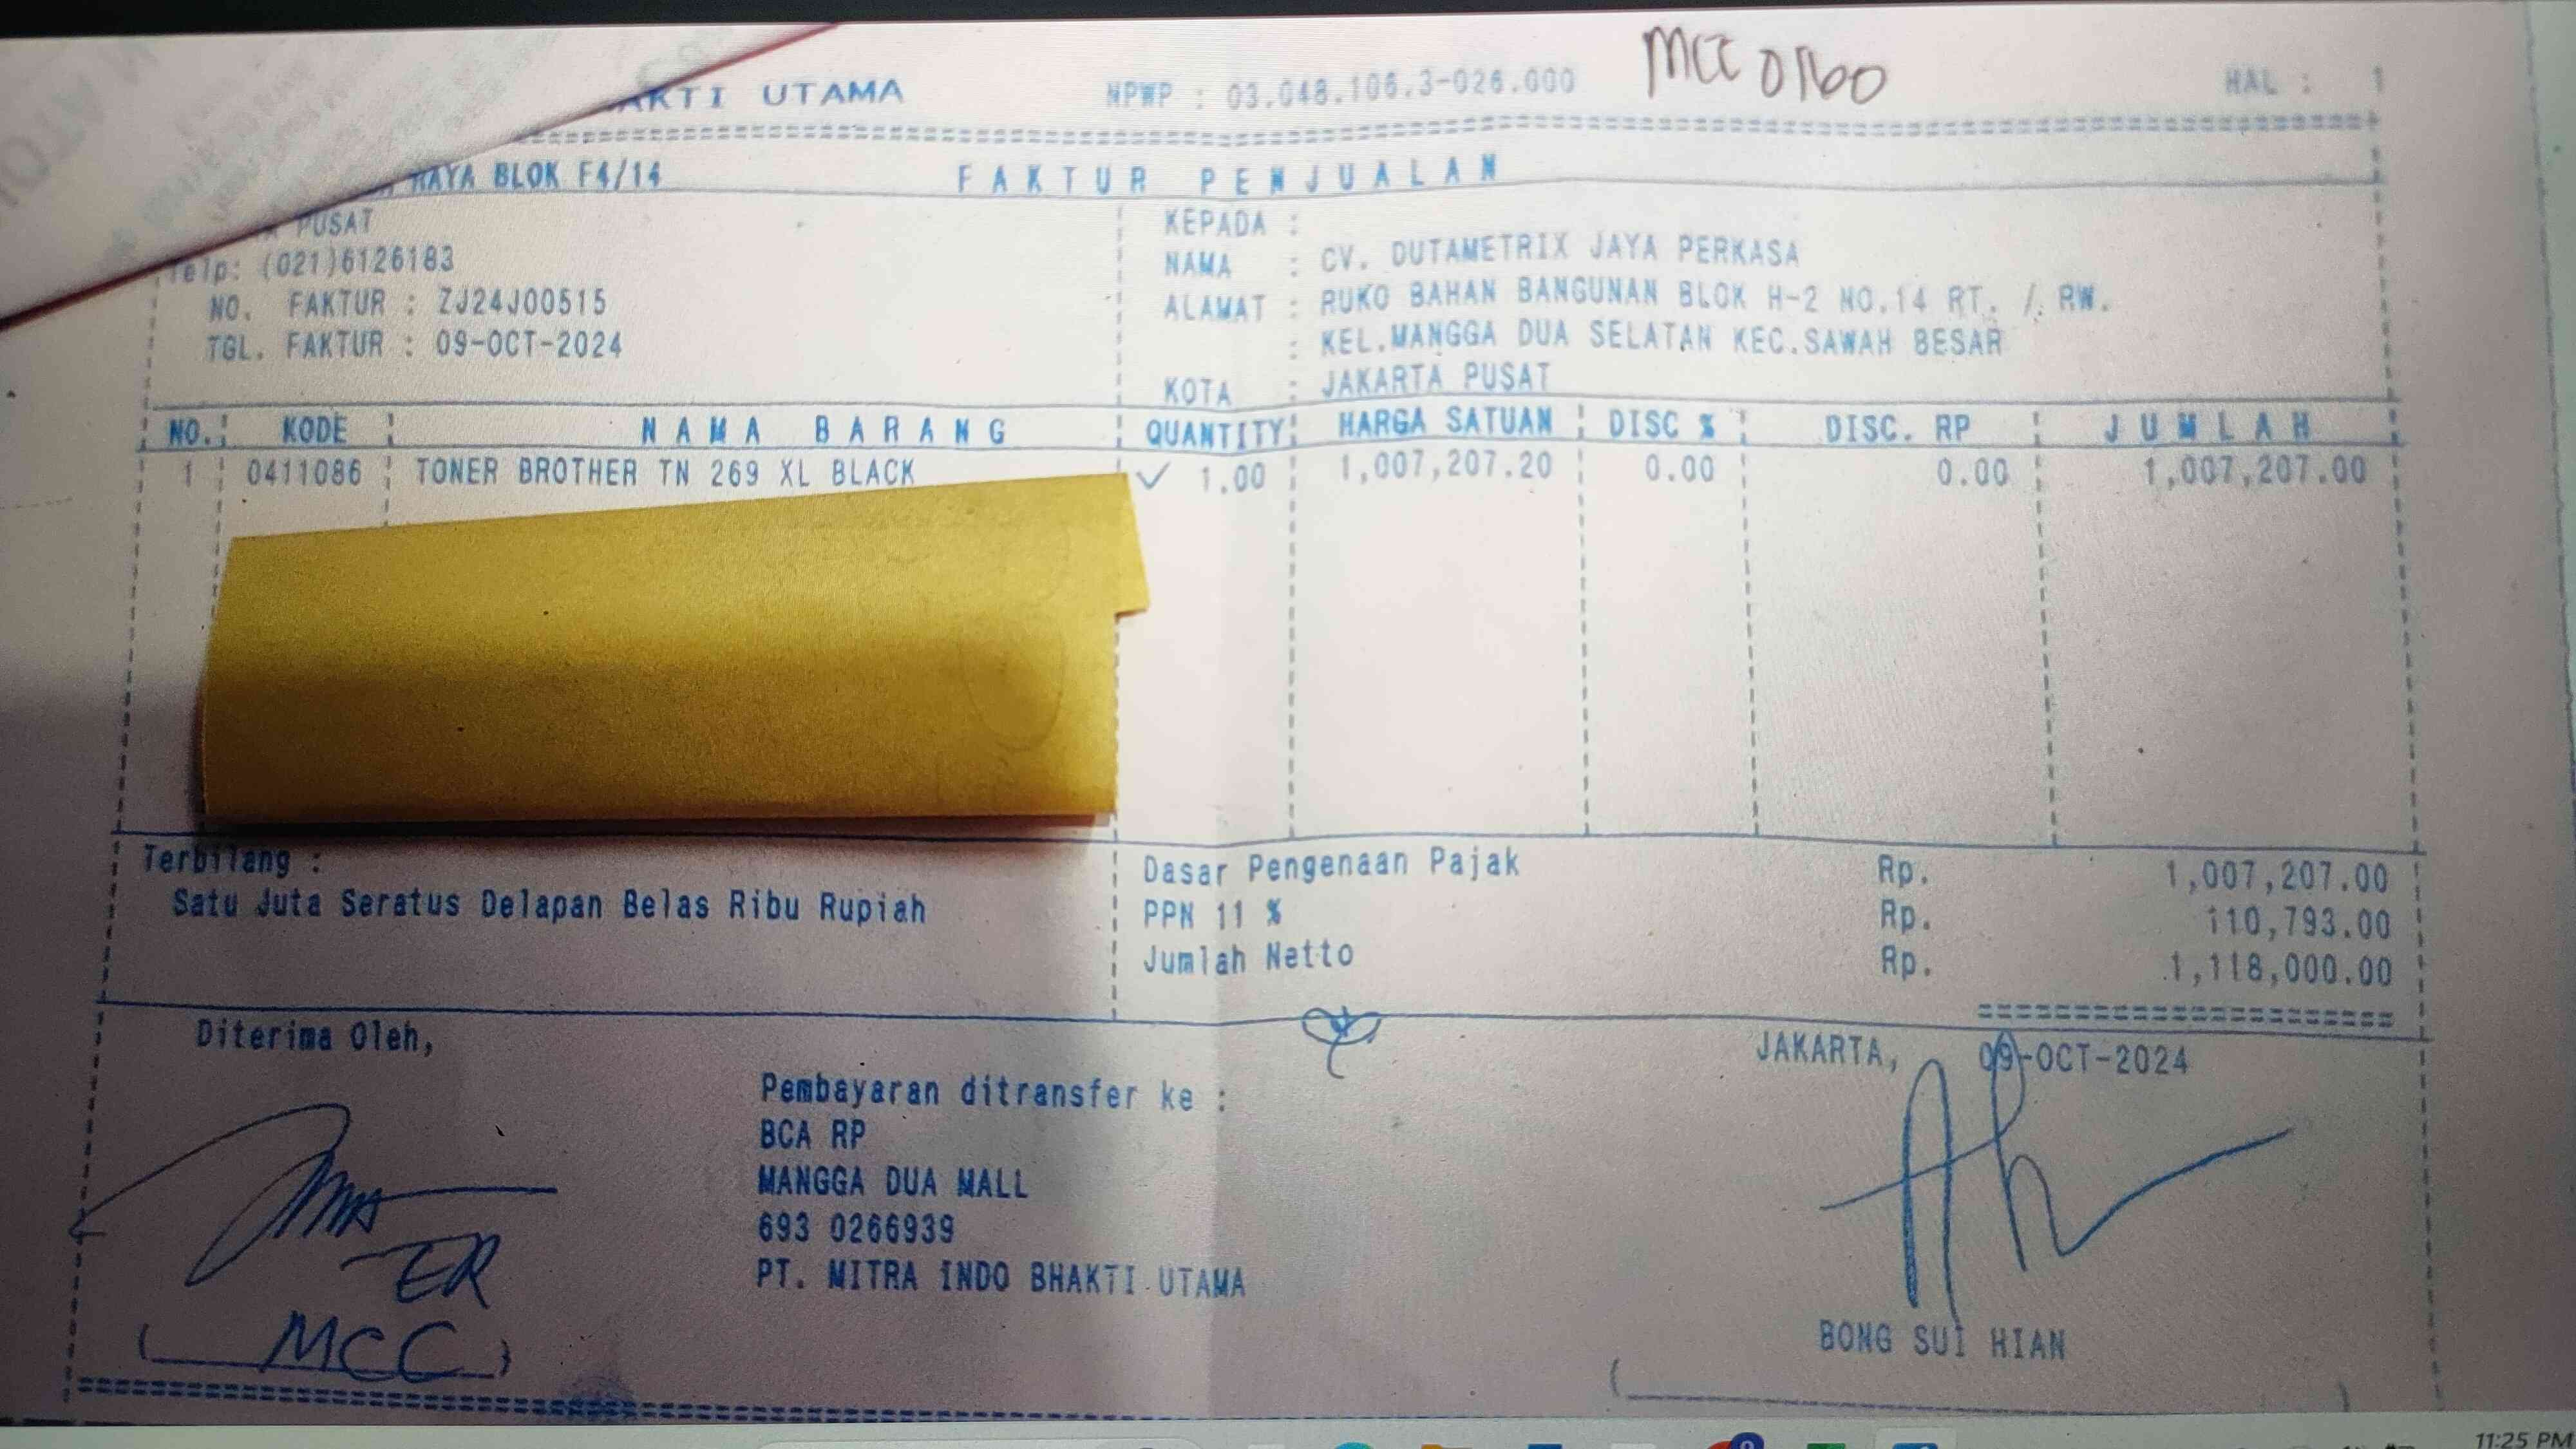 UTAMA NPWP : 03.048.106.3-026.000 MCC 0160 HAL : 1
RAYA BLOK F4/14 FAKTUR PENJUALAN
PUSAT
Telp: (021)6126183
NO. FAKTUR : ZJ24J00515
TGL. FAKTUR : 09-OCT-2024
KEPADA :
NAMA : CV. DUTAMETRIX JAYA PERKASA
ALAMAT : RUKO BAHAN BANGUNAN BLOK H-2 NO.14 RT. / RW.
: KEL.MANGGA DUA SELATAN KEC.SAWAH BESAR
KOTA : JAKARTA PUSAT
NO. KODE NAMA BARANG QUANTITY HARGA SATUAN DISC % DISC. RP JUMLAH
1 0411086 TONER BROTHER TN 269 XL BLACK ✓ 1.00 1,007,207.20 0.00 0.00 1,007,207.00
Terbilang :
Satu Juta Seratus Delapan Belas Ribu Rupiah
Dasar Pengenaan Pajak Rp. 1,007,207.00
PPN 11 % Rp. 110,793.00
Jumlah Netto Rp. 1,118,000.00
Diterima Oleh,
ER
(MCC)
Pembayaran ditransfer ke :
BCA RP
MANGGA DUA MALL
693 0266939
PT. MITRA INDO BHAKTI UTAMA
JAKARTA, 09-OCT-2024
BONG SUI HIAN
11:25 PM